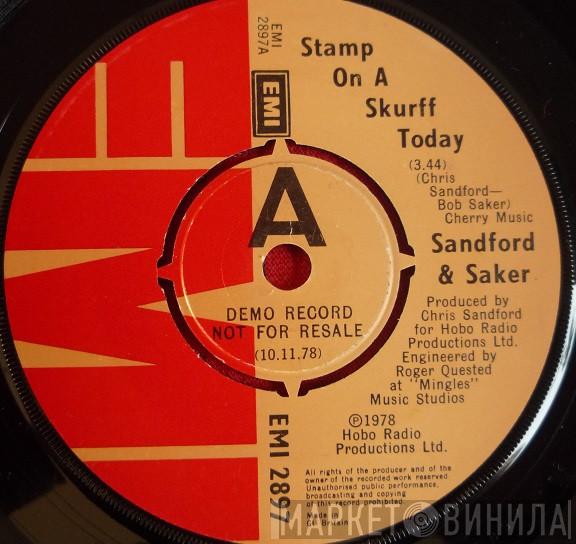 EMI
2897A
EMI
Stamp
On A
Skurff
Today
(3.44)
(Chris
Sandford—
Bob Saker)
Cherry Music
Sandford
& Saker
A
DEMO RECORD
NOT FOR RESALE
(10.11.78)
Produced by
Chris Sandford
for Hobo Radio
Productions Ltd.
Engineered by
Roger Quested
at "Mingles"
Music Studios
EMI 2897
℗1978
Hobo Radio
Productions Ltd.
All rights of the producer and of the
owner of the recorded work reserved.
Unauthorised public performance,
broadcasting and copying
of this record prohibited.
Made in
Gt Britain
EMI
МАРКЕТ ВИНИЛА